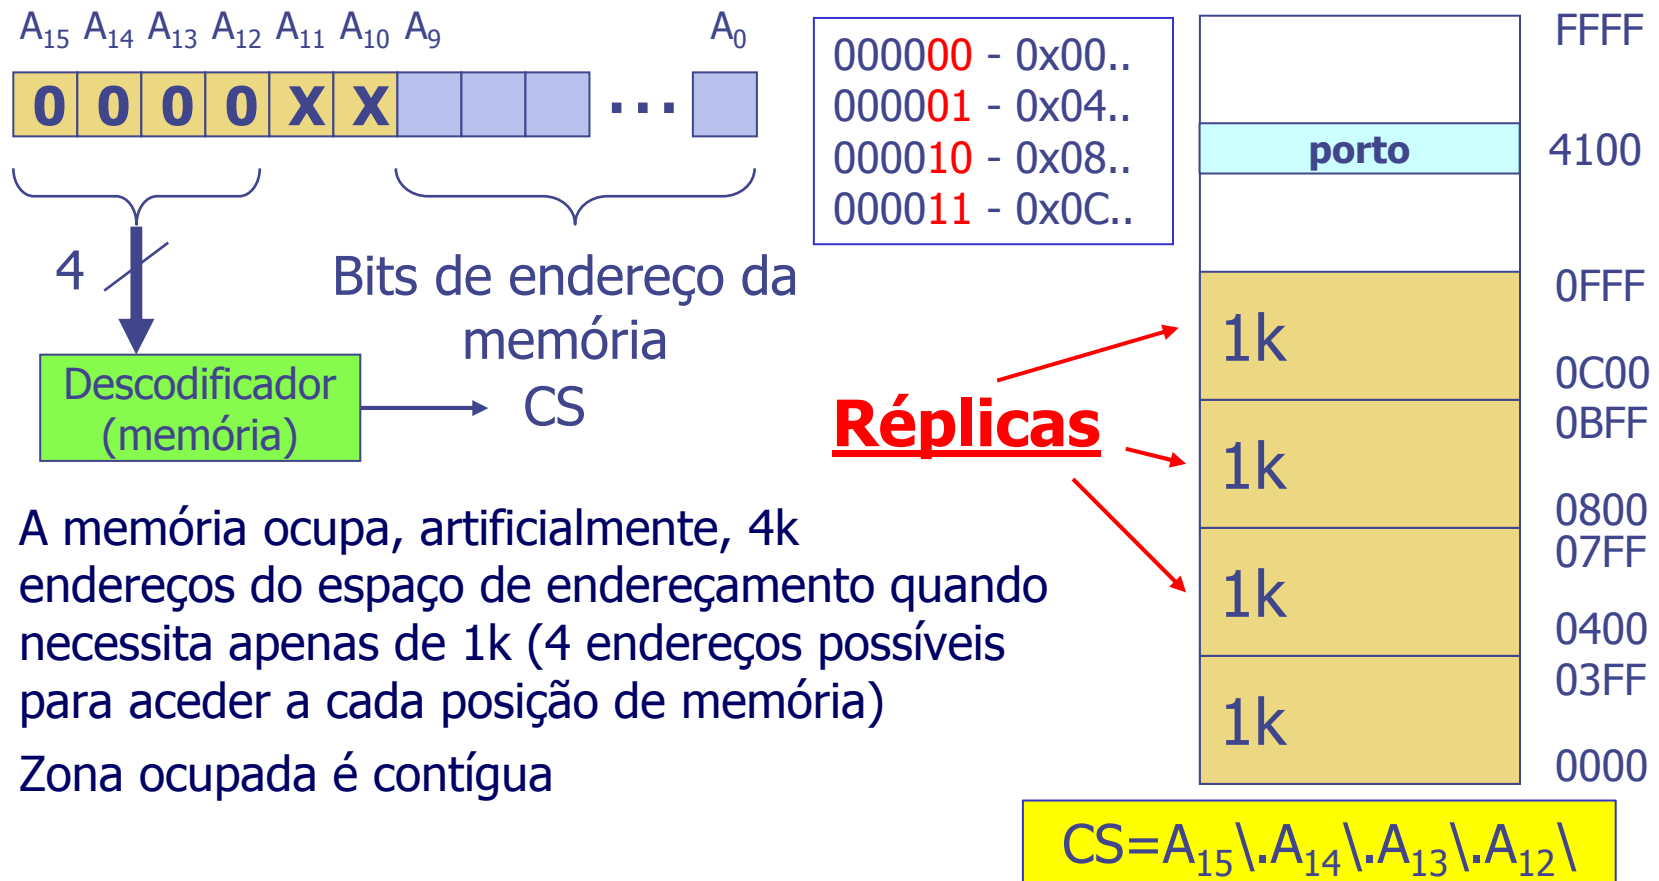 A15 A14 A13 A12 A11 A10 A9 A0
0 0 0 0 X X ...
4
Bits de endereço da
memória
Descodificador
(memória)
CS
000000 - 0x00..
000001 - 0x04..
000010 - 0x08..
000011 - 0x0C..
Réplicas
FFFF
porto
4100
0FFF
1k
0C00
0BFF
1k
0800
07FF
1k
0400
03FF
1k
0000
A memória ocupa, artificialmente, 4k
endereços do espaço de endereçamento quando
necessita apenas de 1k (4 endereços possíveis
para aceder a cada posição de memória)
Zona ocupada é contígua
CS=A15\.A14\.A13\.A12\